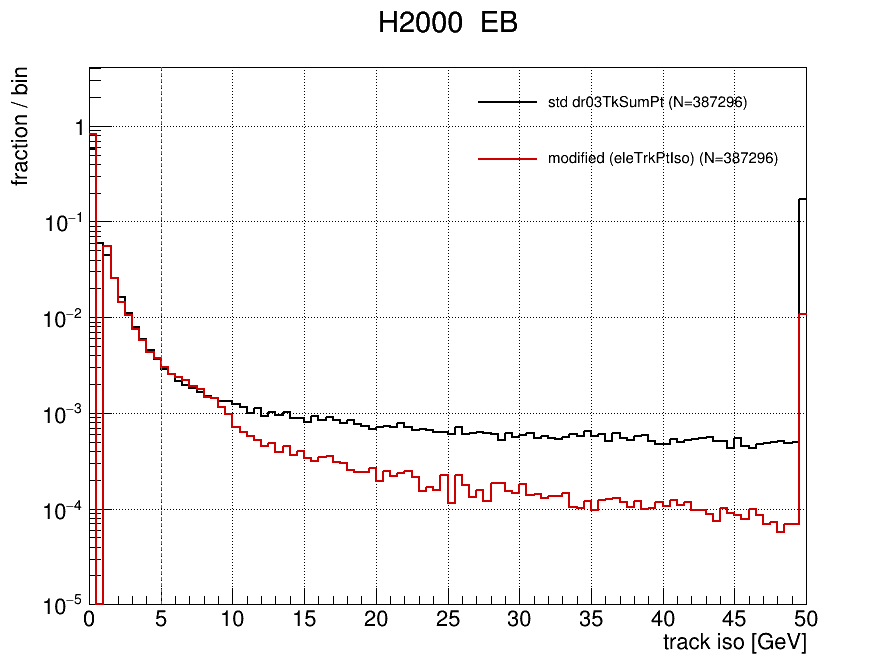 H2000 EB
fraction / bin
std dr03TkSumPt (N=387296)
modified (eleTrkPtIso) (N=387296)
1
10⁻¹
10⁻²
10⁻³
10⁻⁴
10⁻⁵
0 5 10 15 20 25 30 35 40 45 50
track iso [GeV]